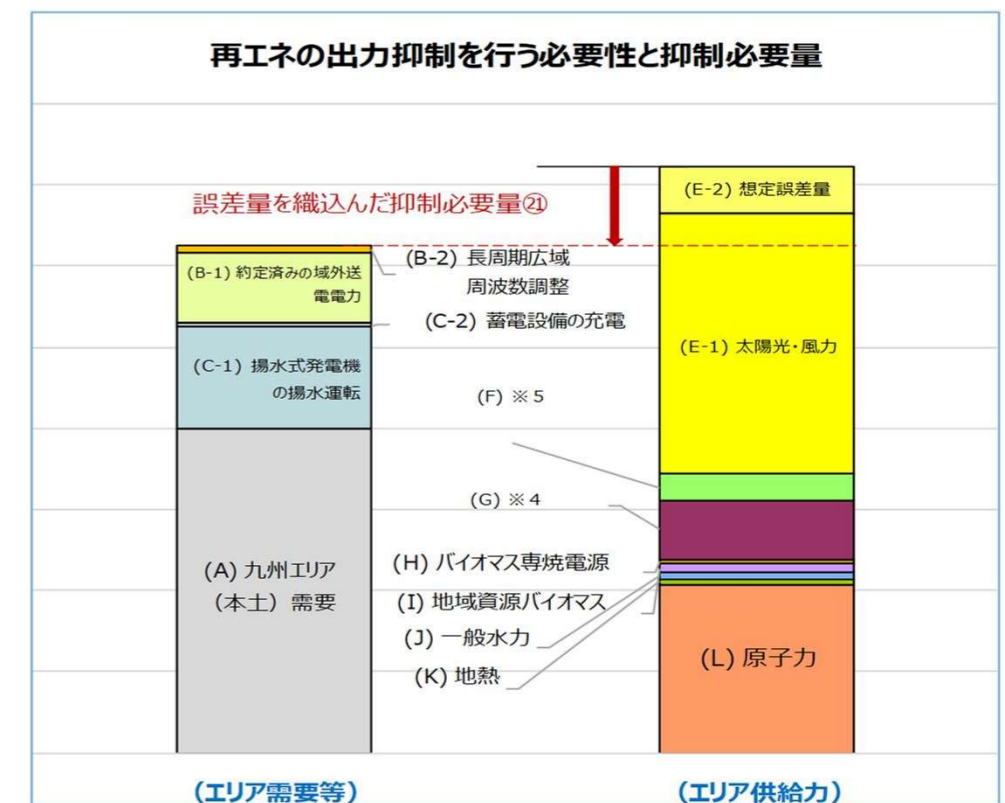 再エネの出力抑制を行う必要性と抑制必要量
誤差量を織込んだ抑制必要量㉑
(B-1) 約定済みの域外送
電電力
(C-1) 揚水式発電機
の揚水運転
(A) 九州エリア
（本土）需要
(B-2) 長周期広域
周波数調整
(C-2) 蓄電設備の充電
(F) ※5
(G) ※4
(H) バイオマス専焼電源
(I) 地域資源バイオマス
(J) 一般水力
(K) 地熱
(E-2) 想定誤差量
(E-1) 太陽光・風力
(L) 原子力
（エリア需要等）
（エリア供給力）